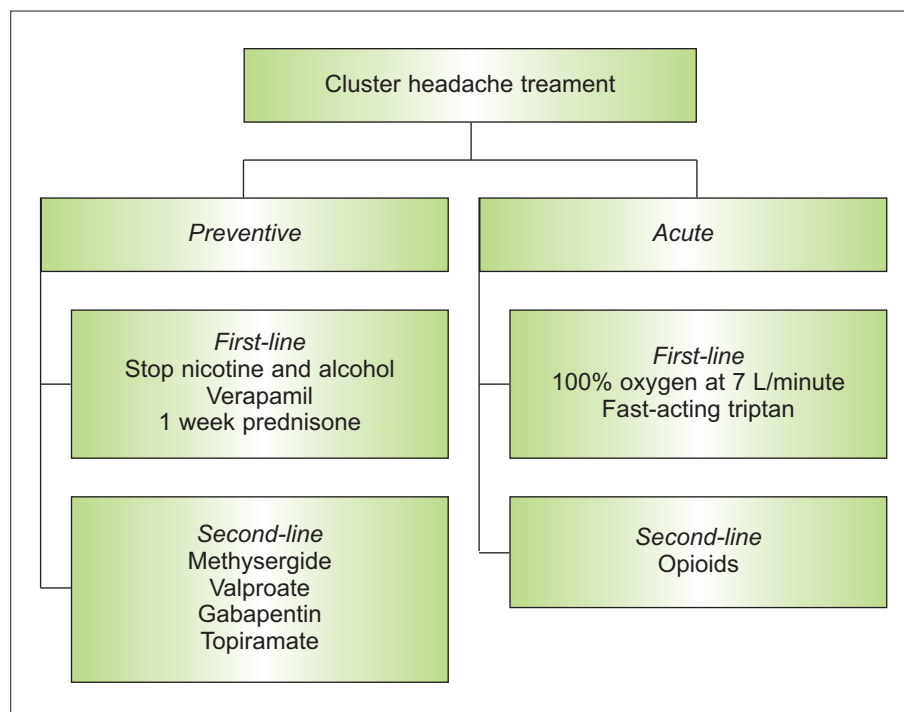 Cluster headache treament
Preventive
First-line
Stop nicotine and alcohol
Verapamil
1 week prednisone
Second-line
Methysergide
Valproate
Gabapentin
Topiramate
Acute
First-line
100% oxygen at 7 L/minute
Fast-acting triptan
Second-line
Opioids